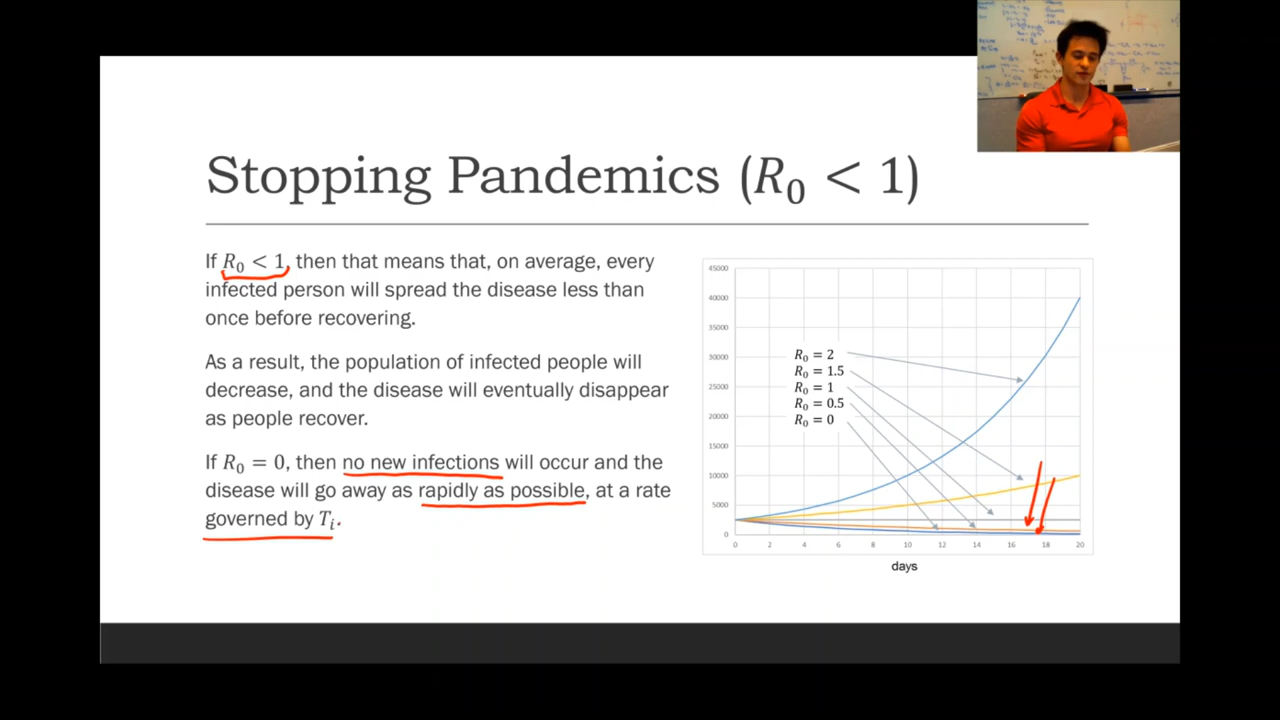 Stopping Pandemics (R₀ < 1)
If R₀ < 1, then that means that, on average, every
infected person will spread the disease less than
once before recovering.
As a result, the population of infected people will
decrease, and the disease will eventually disappear
as people recover.
If R₀ = 0, then no new infections will occur and the
disease will go away as rapidly as possible, at a rate
governed by Tᵢ.
45000
40000
35000
30000
25000
20000
15000
10000
5000
0
R₀ = 2
R₀ = 1.5
R₀ = 1
R₀ = 0.5
R₀ = 0
0 2 4 6 8 10 12 14 16 18 20
days